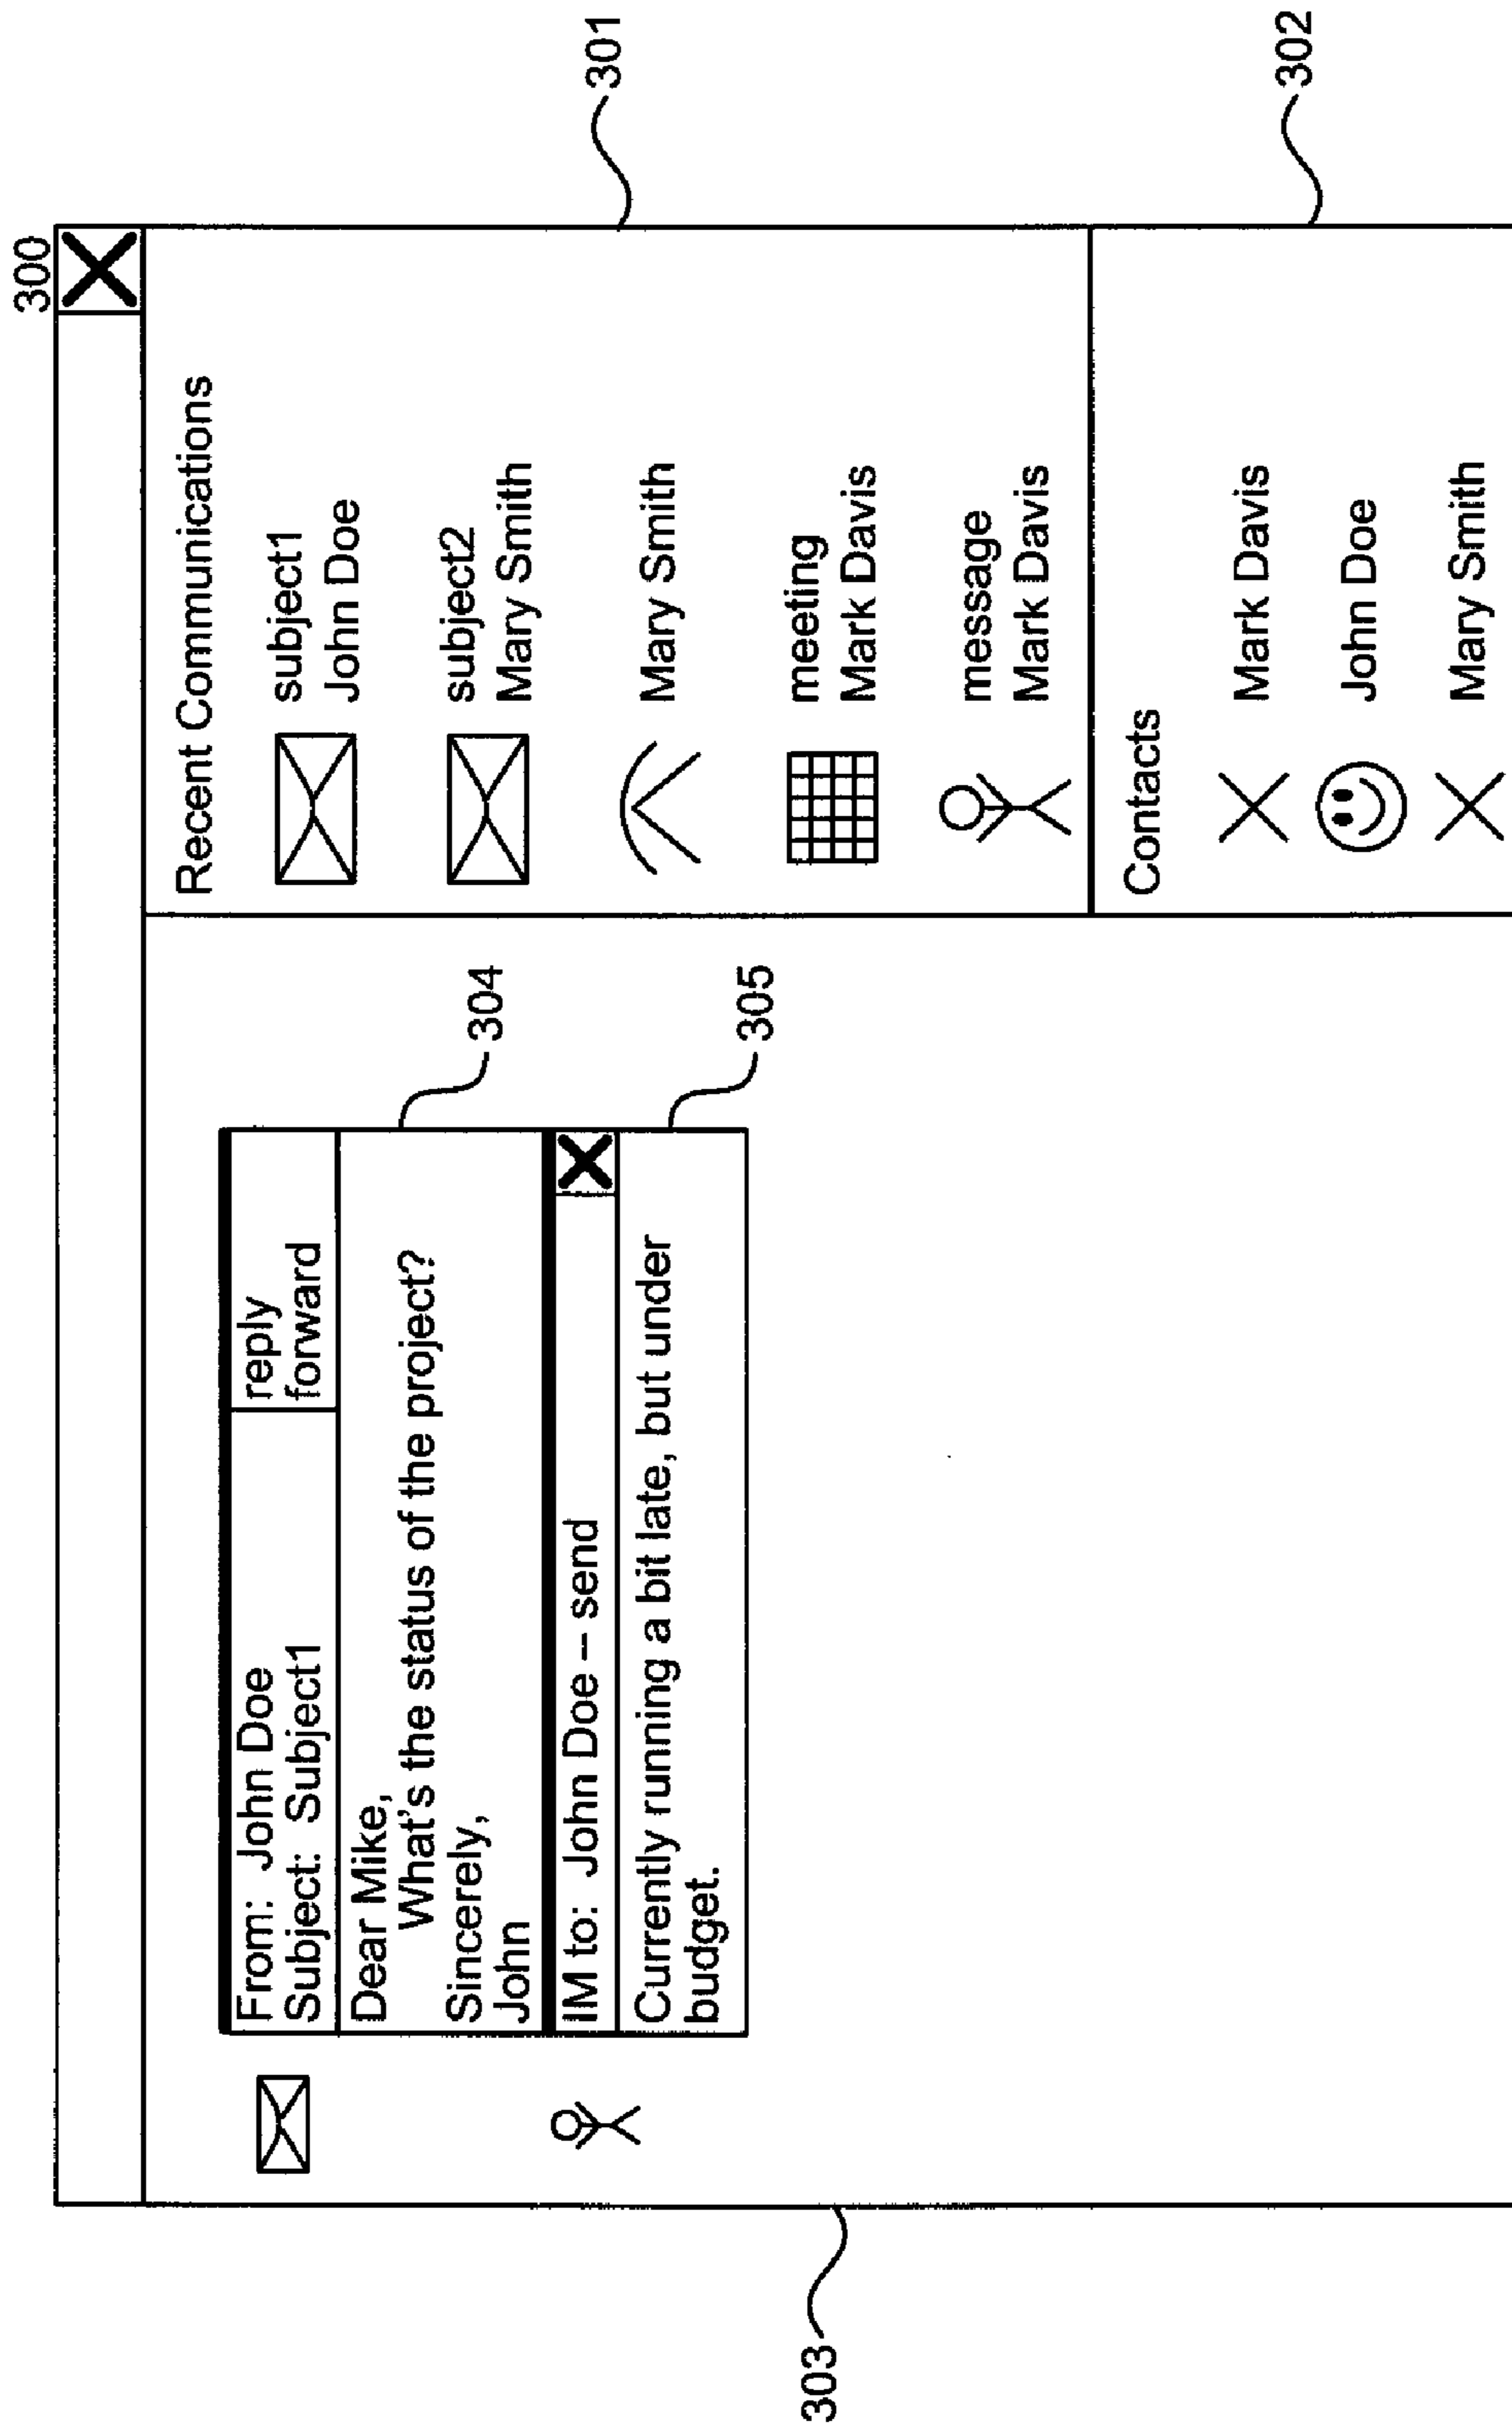 300
From: John Doe
Subject: Subject1
reply
forward
Dear Mike,
What's the status of the project?
Sincerely,
John
304
IM to: John Doe – send
Currently running a bit late, but under
budget.
305
303
Recent Communications
subject1
John Doe
subject2
Mary Smith
Mary Smith
meeting
Mark Davis
message
Mark Davis
301
Contacts
Mark Davis
John Doe
Mary Smith
302